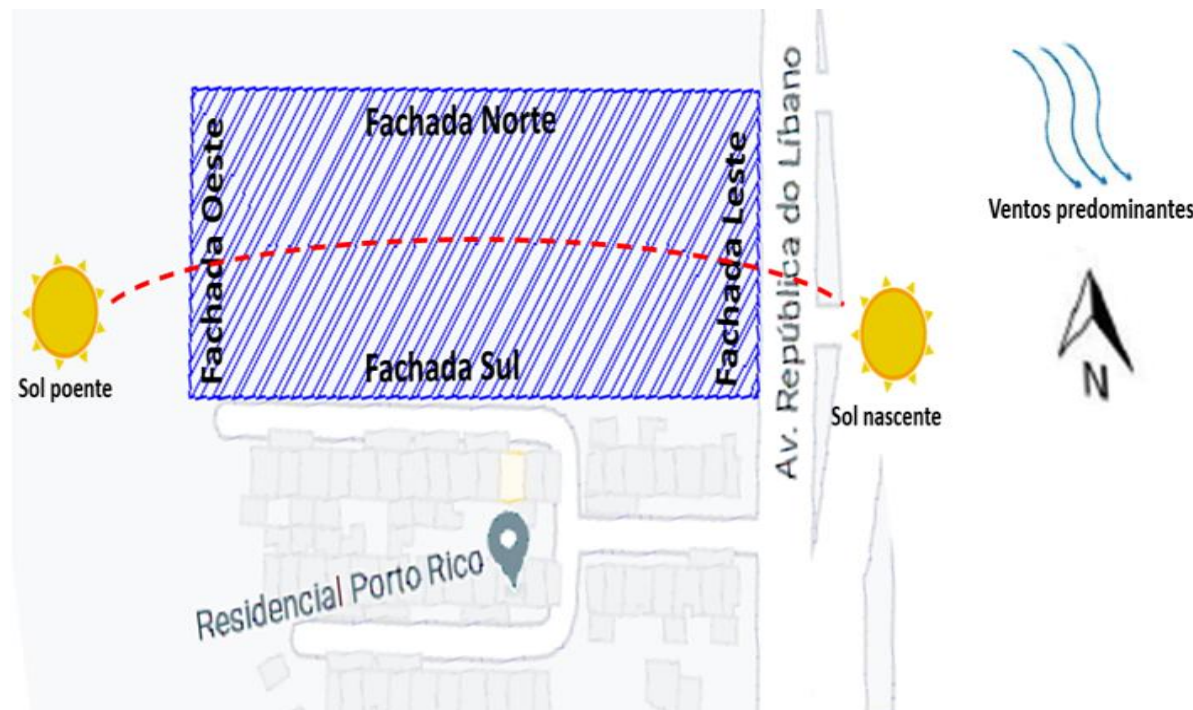 Fachada Norte
Fachada Oeste
Fachada Leste
Fachada Sul
Av. República do Líbano
Ventos predominantes
N
Sol poente
Sol nascente
Residencial Porto Rico